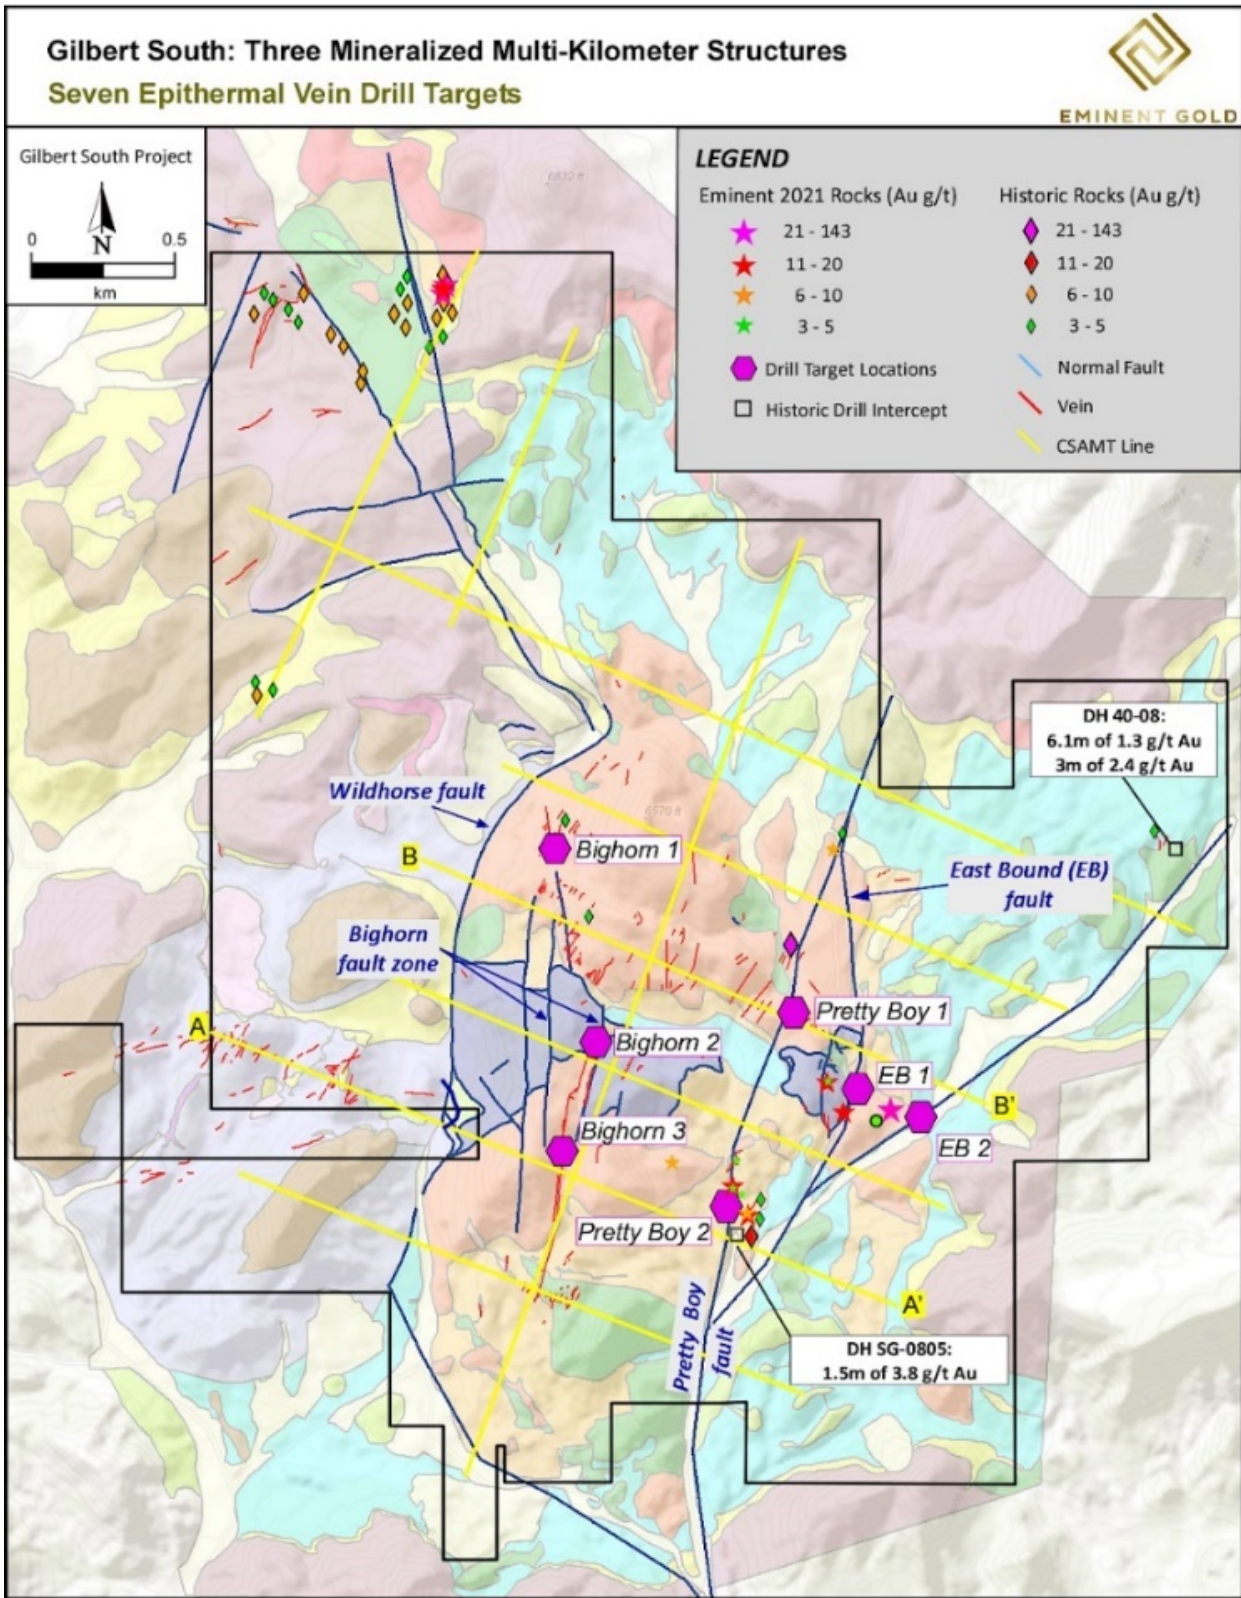 Gilbert South: Three Mineralized Multi-Kilometer Structures
Seven Epithermal Vein Drill Targets
EMINENT GOLD
Gilbert South Project
N
0 0.5
km
LEGEND
Eminent 2021 Rocks (Au g/t)
21 - 143
11 - 20
6 - 10
3 - 5
Drill Target Locations
Historic Drill Intercept
Historic Rocks (Au g/t)
21 - 143
11 - 20
6 - 10
3 - 5
Normal Fault
Vein
CSAMT Line
DH 40-08:
6.1m of 1.3 g/t Au
3m of 2.4 g/t Au
Wildhorse fault
B
Bighorn 1
East Bound (EB)
fault
Bighorn
fault zone
A
Pretty Boy 1
Bighorn 2
EB 1
B'
Bighorn 3
EB 2
Pretty Boy 2
A'
Pretty Boy
fault
DH SG-0805:
1.5m of 3.8 g/t Au